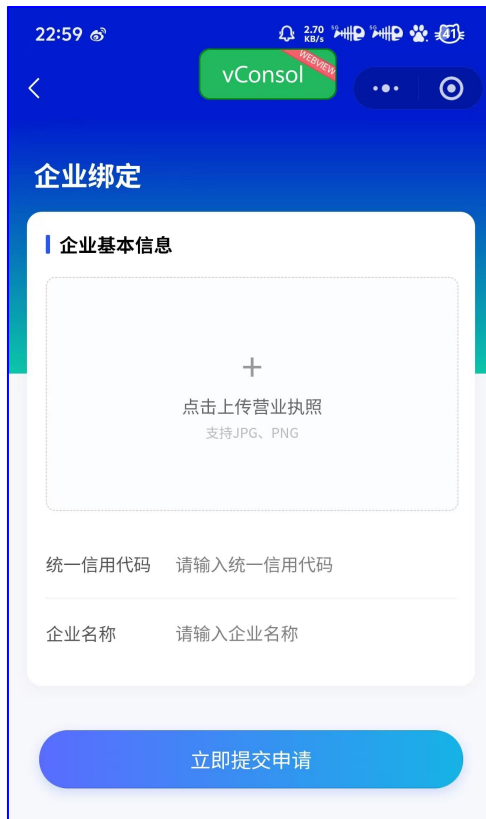 22:59
2.70
KB/s
5G
5G
41
vConsol
WEBVIEW
企业绑定
企业基本信息
点击上传营业执照
支持JPG、PNG
统一信用代码 请输入统一信用代码
企业名称 请输入企业名称
立即提交申请